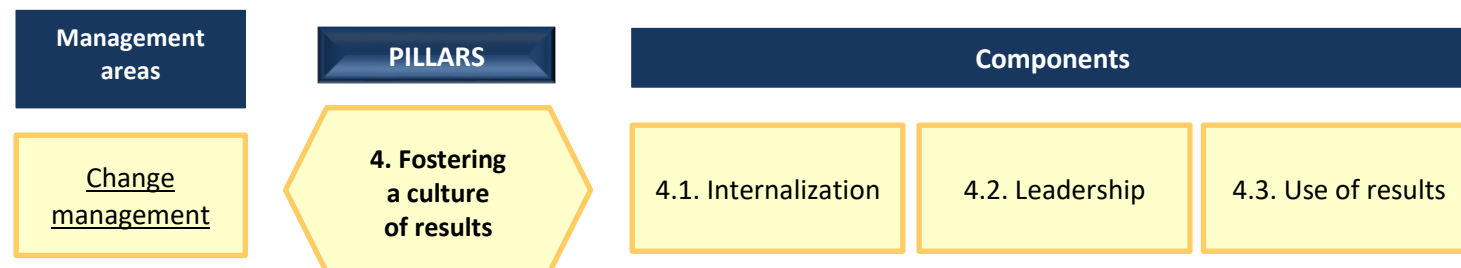 Management
areas
PILLARS
Components
Change
management
4. Fostering
a culture
of results
4.1. Internalization
4.2. Leadership
4.3. Use of results